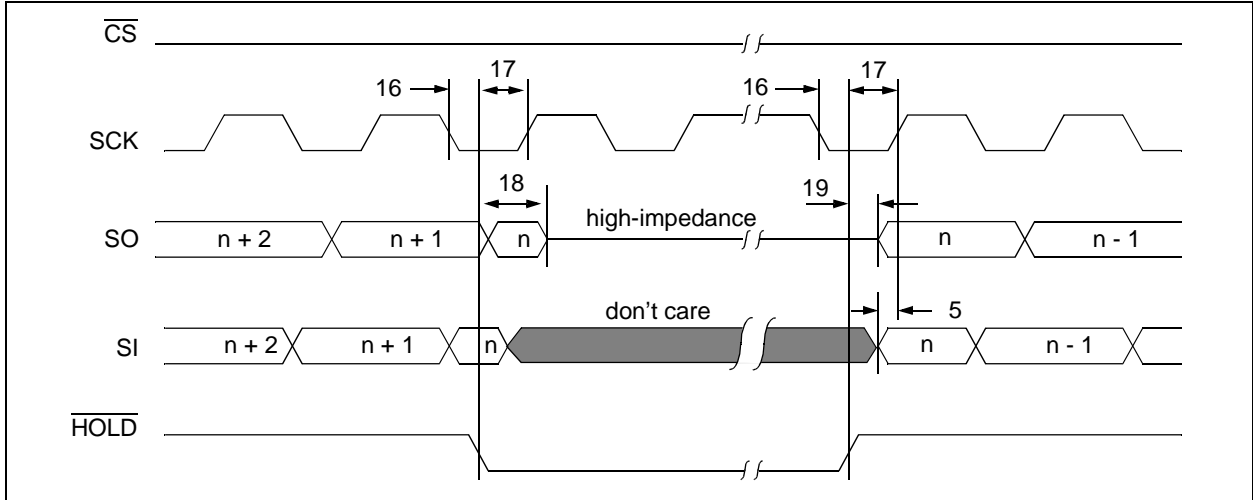 CS
16 17 16 17
SCK
18 19
high-impedance
SO n + 2 n + 1 n n n - 1
don't care 5
SI n + 2 n + 1 n n n - 1
HOLD